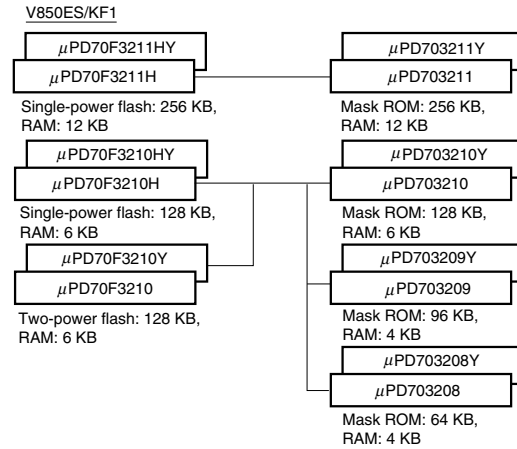 V850ES/KF1
μPD70F3211HY
μPD70F3211H
Single-power flash: 256 KB,
RAM: 12 KB
μPD703211Y
μPD703211
Mask ROM: 256 KB,
RAM: 12 KB
μPD70F3210HY
μPD70F3210H
Single-power flash: 128 KB,
RAM: 6 KB
μPD703210Y
μPD703210
Mask ROM: 128 KB,
RAM: 6 KB
μPD70F3210Y
μPD70F3210
Two-power flash: 128 KB,
RAM: 6 KB
μPD703209Y
μPD703209
Mask ROM: 96 KB,
RAM: 4 KB
μPD703208Y
μPD703208
Mask ROM: 64 KB,
RAM: 4 KB